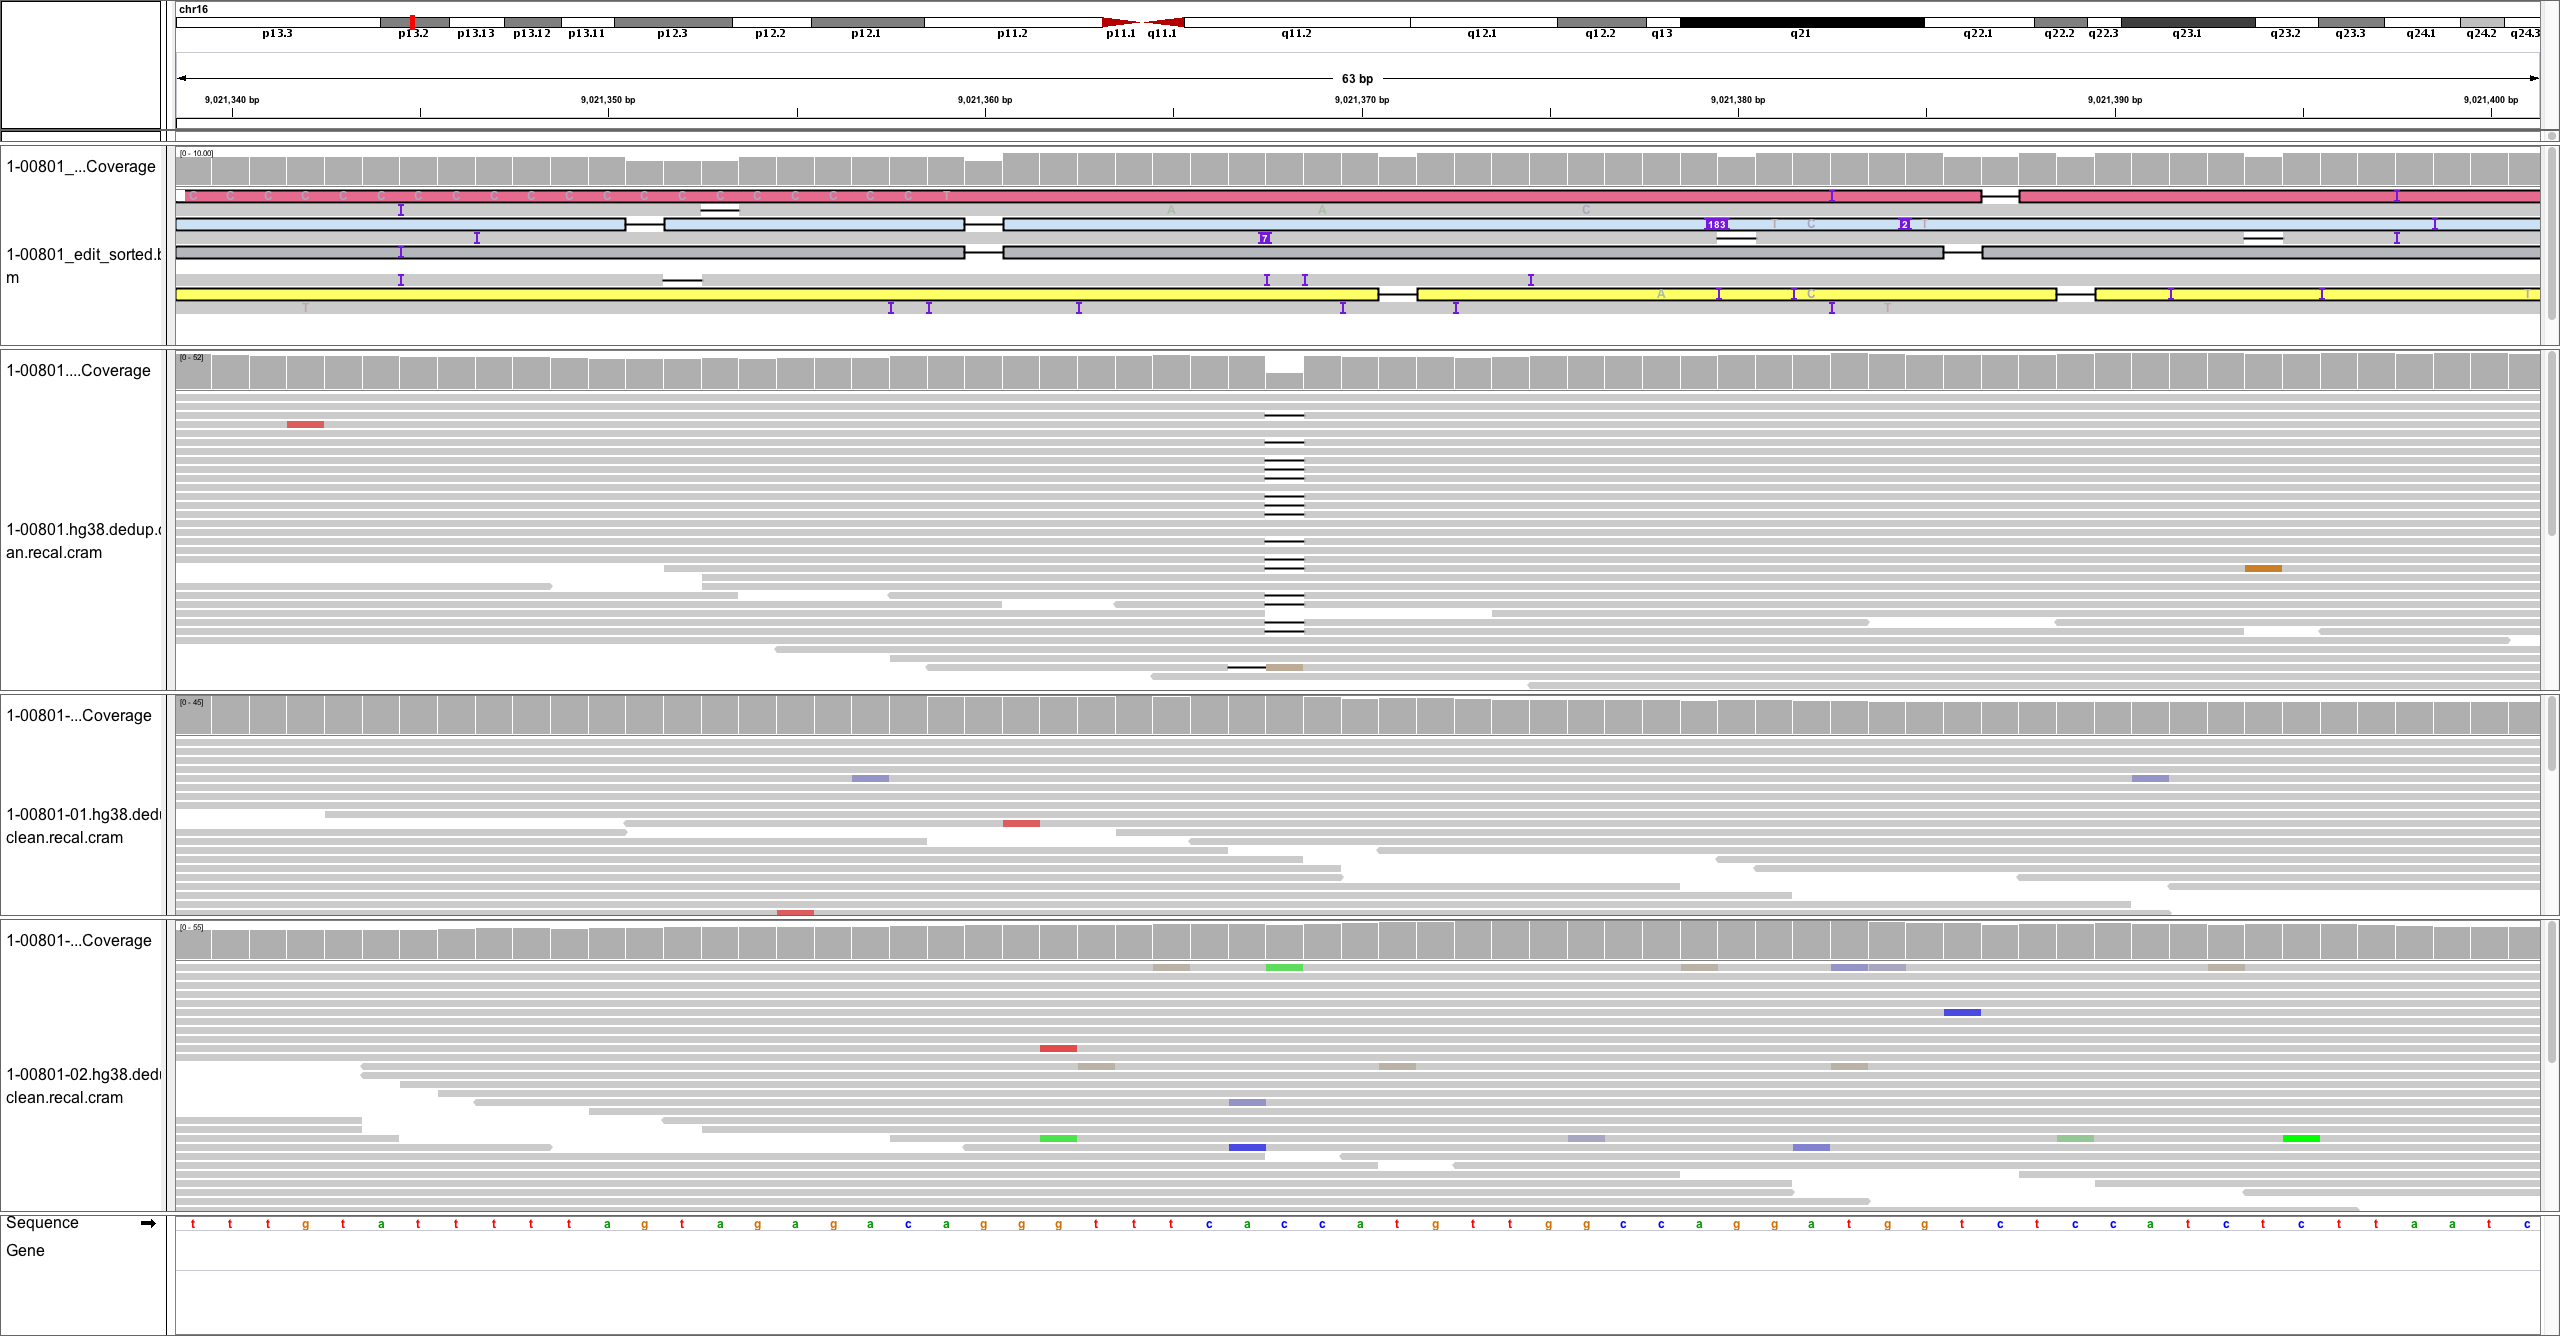 chr16
p13.3 p13.2 p13.13 p13.12 p13.11 p12.3 p12.2 p12.1 p11.2 p11.1 q11.1 q11.2 q12.1 q12.2 q13 q21 q22.1 q22.2 q22.3 q23.1 q23.2 q23.3 q24.1 q24.2 q24.3
63 bp
9,021,340 bp 9,021,350 bp 9,021,360 bp 9,021,370 bp 9,021,380 bp 9,021,390 bp 9,021,400 bp
1-00801_...Coverage
[0 - 10.00]
C C C C C C C C C C C C C C C C C C C C T I I
I A A C
183 T C 2 T I
I 7 I
1-00801_edit_sorted.b
m
I
I I I I
A I I C I I T
T I I I I I I T
1-00801....Coverage
[0 - 52]
1-00801.hg38.dedup.c
an.recal.cram
1-00801-...Coverage
[0 - 45]
1-00801-01.hg38.dedu
clean.recal.cram
1-00801-...Coverage
[0 - 55]
1-00801-02.hg38.dedu
clean.recal.cram
Sequence t t t g t a t t t t t a g t a g a g a c a g g g t t t c a c c a t g t t g g c c a g g a t g g t c t c c a t c t c t t a a t c
Gene